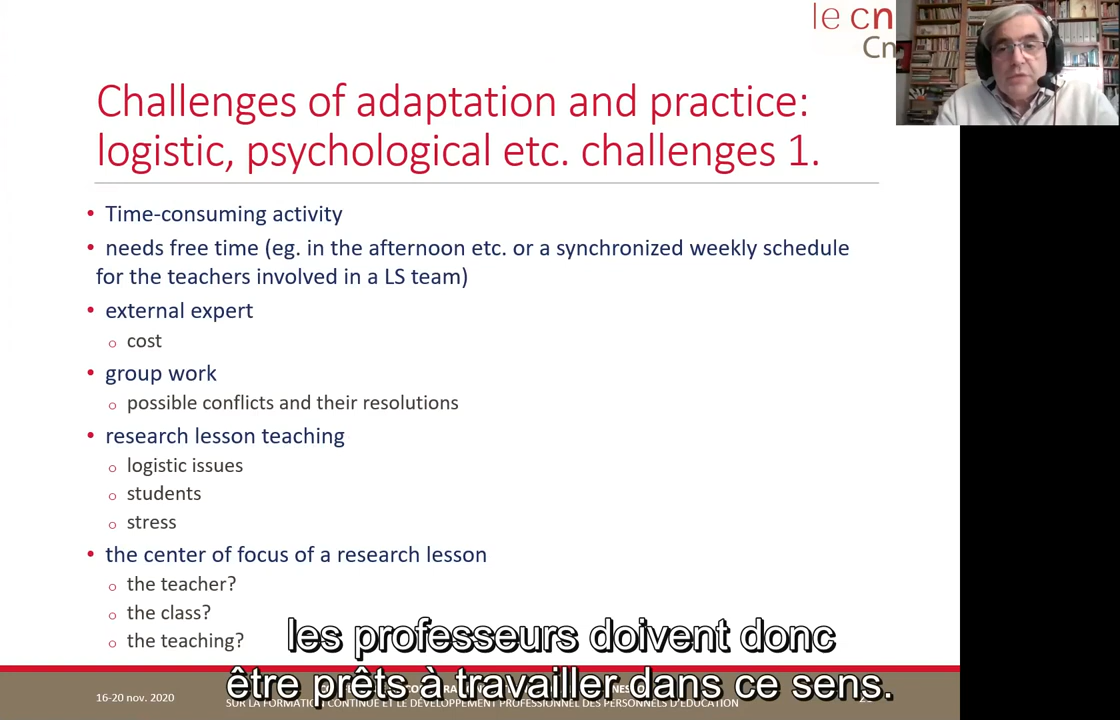 le cn
Cn
Challenges of adaptation and practice:
logistic, psychological etc. challenges 1.
• Time-consuming activity
• needs free time (eg. in the afternoon etc. or a synchronized weekly schedule
for the teachers involved in a LS team)
• external expert
o cost
• group work
o possible conflicts and their resolutions
• research lesson teaching
o logistic issues
o students
o stress
• the center of focus of a research lesson
o the teacher?
o the class?
o the teaching?
les professeurs doivent donc
être prêts à travailler dans ce sens.
16-20 nov. 2020
SUR LA FORMATION CONTINUE ET LE DÉVELOPPEMENT PROFESSIONNEL DES PERSONNELS D'ÉDUCATION